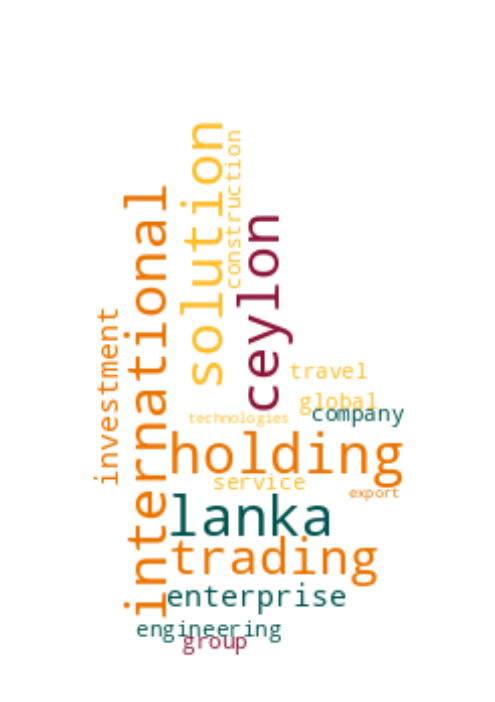 solution
construction
international
ceylon
investment
travel
global
company
technologies
holding
service
export
lanka
trading
enterprise
engineering
group